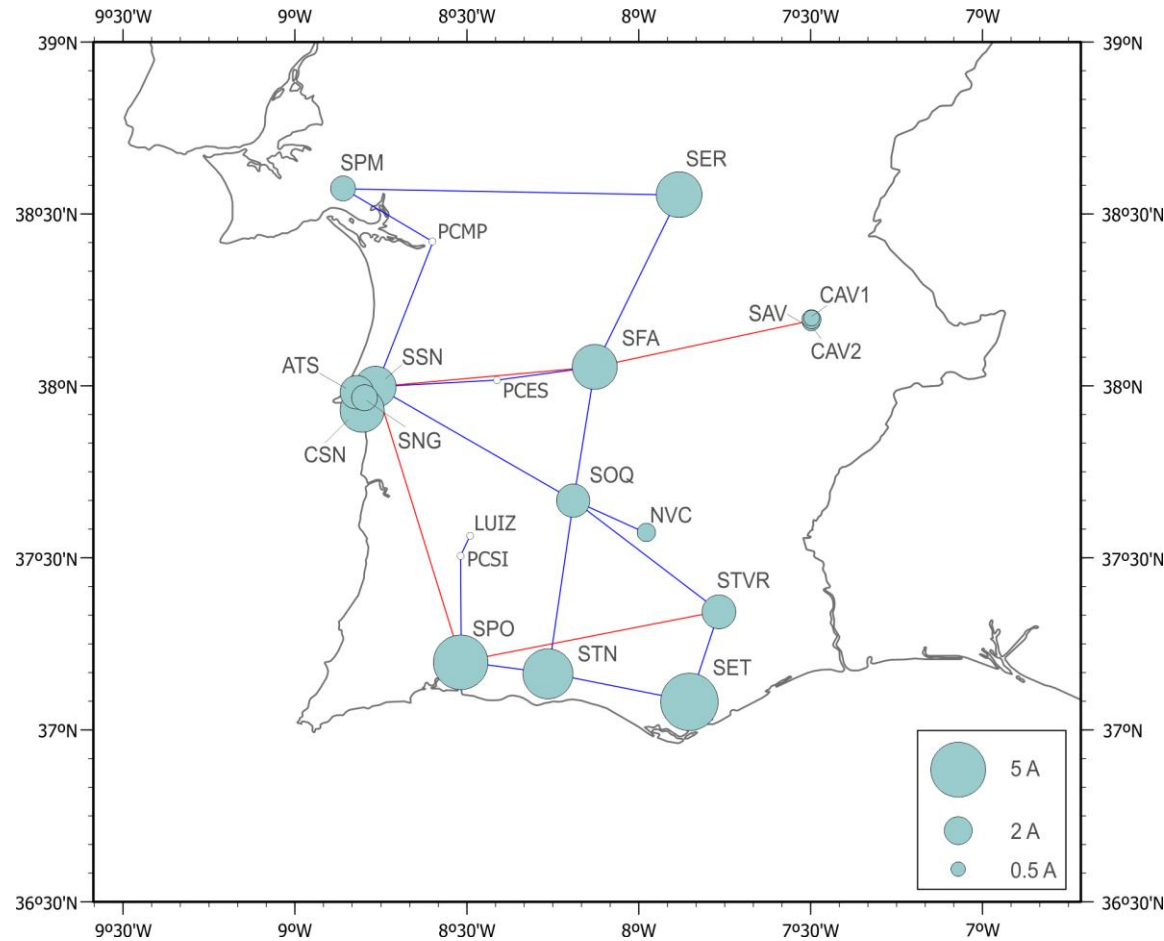 9º30'W 9ºW 8º30'W 8ºW 7º30'W 7ºW
39ºN 39ºN
SPM SER
38º30'N 38º30'N
PCMP
CAV1
SAV
SFA CAV2
ATS SSN
38ºN 38ºN
PCES
CSN SNG
SOQ
NVC
LUIZ
37º30'N PCSI 37º30'N
STVR
SPO
STN
SET
37ºN 37ºN
5 A
2 A
0.5 A
36º30'N 36º30'N
9º30'W 9ºW 8º30'W 8ºW 7º30'W 7ºW